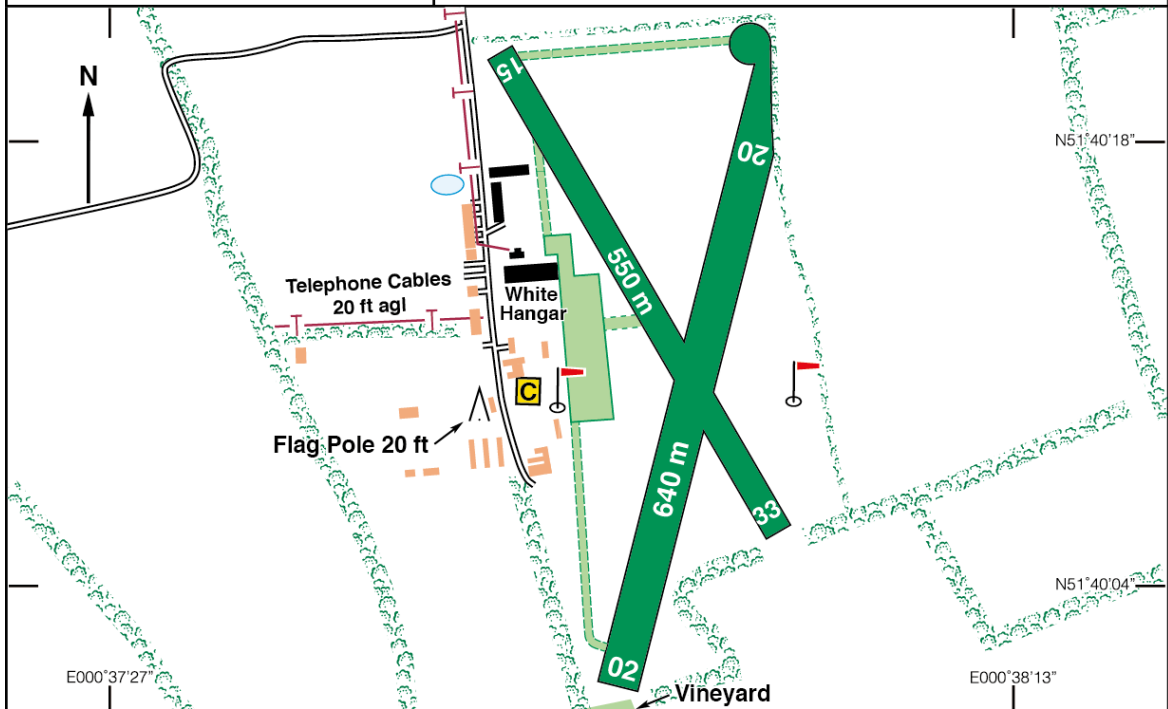 15
N
20
N51°40'18"
550 m
Telephone Cables
20 ft agl
White
Hangar
C
Flag Pole 20 ft
640 m
33
N51°40'04"
02
E000°37'27"
E000°38'13"
Vineyard